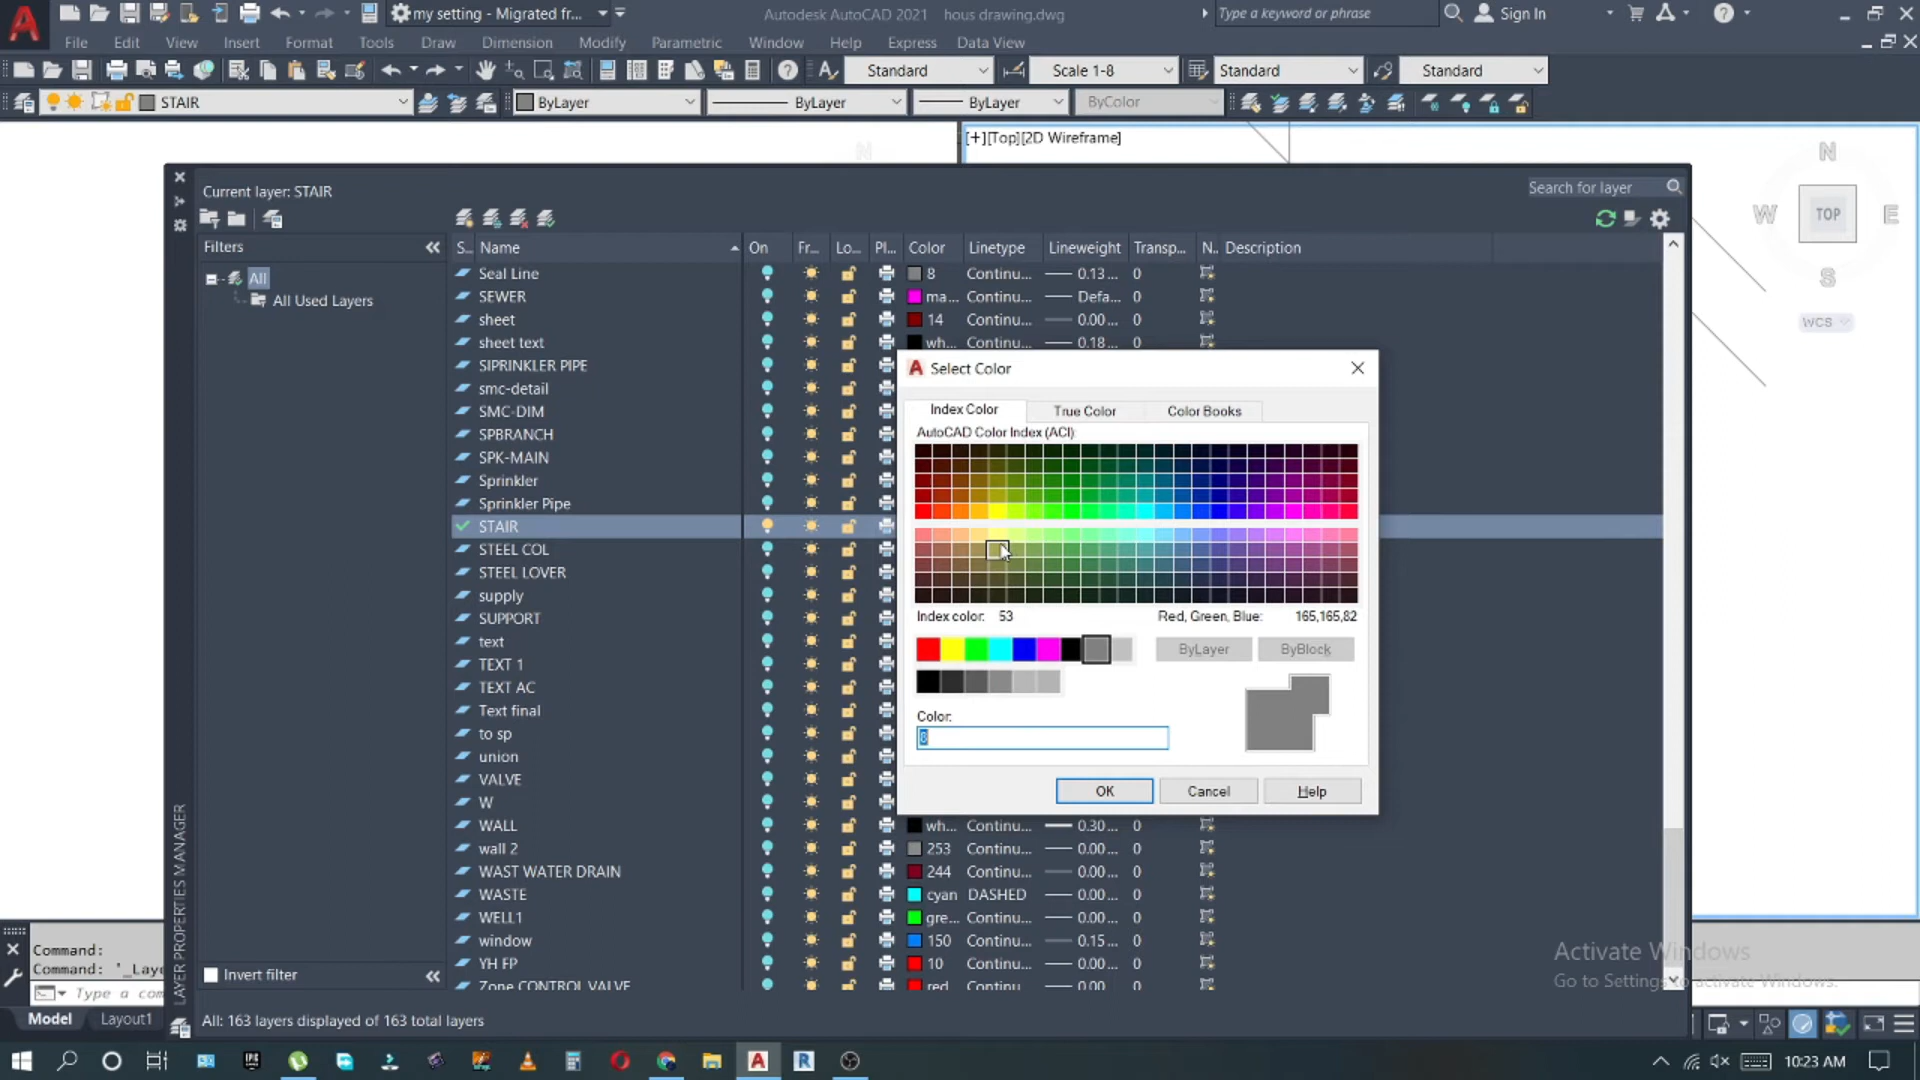 my setting - Migrated fr...
Autodesk AutoCAD 2021 hous drawing.dwg
Type a keyword or phrase
Sign In
File Edit View Insert Format Tools Draw Dimension Modify Parametric Window Help Express Data View
Standard Scale 1-8 Standard Standard
STAIR ByLayer ByLayer ByLayer ByColor
[+][Top][2D Wireframe]
N
N
W TOP E
S
WCS
Current layer: STAIR
Search for layer
Filters
All
All Used Layers
S.. Name On Fr... Lo... Pl... Color Linetype Lineweight Transp... N.. Description
Seal Line 8 Continu... 0.13... 0
SEWER ma... Continu... Defa... 0
sheet 14 Continu... 0.00... 0
sheet text wh... Continu... 0.18... 0
SIPRINKLER PIPE
smc-detail
SMC-DIM
SPBRANCH
SPK-MAIN
Sprinkler
Sprinkler Pipe
STAIR
STEEL COL
STEEL LOVER
supply
SUPPORT
text
TEXT 1
TEXT AC
Text final
to sp
union
VALVE
W
WALL wh... Continu... 0.30... 0
wall 2 253 Continu... 0.00... 0
WAST WATER DRAIN 244 Continu... 0.00... 0
WASTE cyan DASHED 0.00... 0
WELL1 gre... Continu... 0.00... 0
window 150 Continu... 0.15... 0
YH FP 10 Continu... 0.00... 0
Zone CONTROL VALVE red Continu... 0.00 0
Select Color
Index Color True Color Color Books
AutoCAD Color Index (ACI)
Index color: 53 Red, Green, Blue: 165,165,82
ByLayer ByBlock
Color:
8
OK Cancel Help
Invert filter
All: 163 layers displayed of 163 total layers
LAYER PROPERTIES MANAGER
Command:
Command: '_Laye
Type a com
Model Layout1
Activate Windows
Go to Settings to activate Windows.
10:23 AM